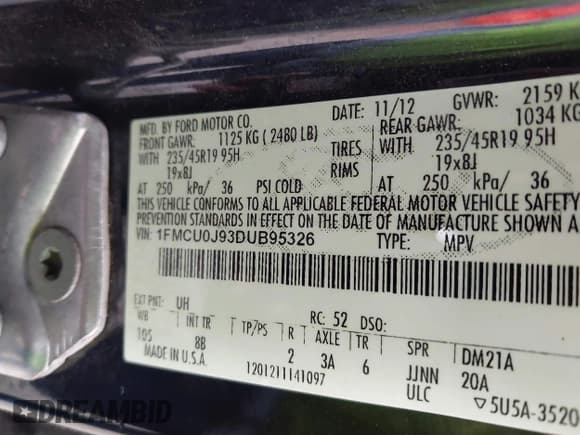 MFD. BY FORD MOTOR CO.
DATE: 11/12 GVWR: 2159 K
FRONT GAWR: 1125 KG ( 2480 LB) REAR GAWR: 1034 KG
WITH 235/45R19 95H TIRES WITH 235/45R19 95H
19x8J RIMS 19x8J
AT 250 kPa/ 36 PSI COLD AT 250 kPa/ 36
THIS VEHICLE CONFORMS TO ALL APPLICABLE FEDERAL MOTOR VEHICLE SAFETY
PREVENTION STANDARDS IN EFFECT ON THE DATE OF MANUFACTURE SHOWN A
VIN: 1FMCU0J93DUB95326 TYPE: MPV
EXT PNT: UH RC: 52 DSO:
WB INT TR TP/PS R AXLE TR SPR DM21A
105 8B 2 3A 6 JJNN 20A
MADE IN U.S.A. 1201211141097 ULC ▽5U5A-3520
DREAMBID